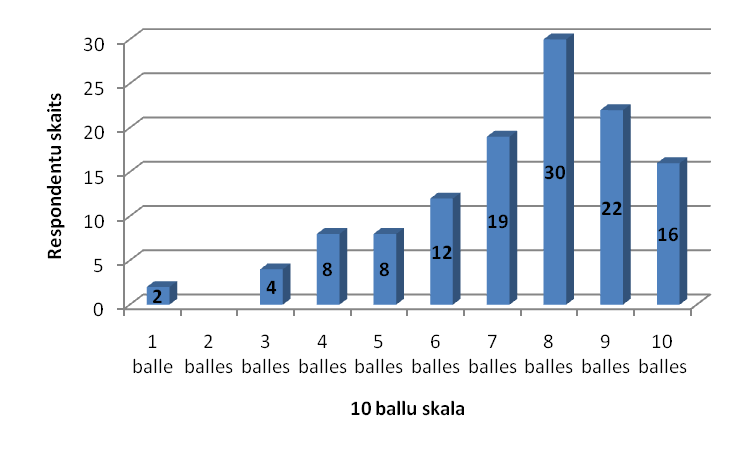 Respondentu skaits
30
25
20
15
10
5
0
2
4
8
8
12
19
30
22
16
1 balle
2 balles
3 balles
4 balles
5 balles
6 balles
7 balles
8 balles
9 balles
10 balles
10 ballu skala